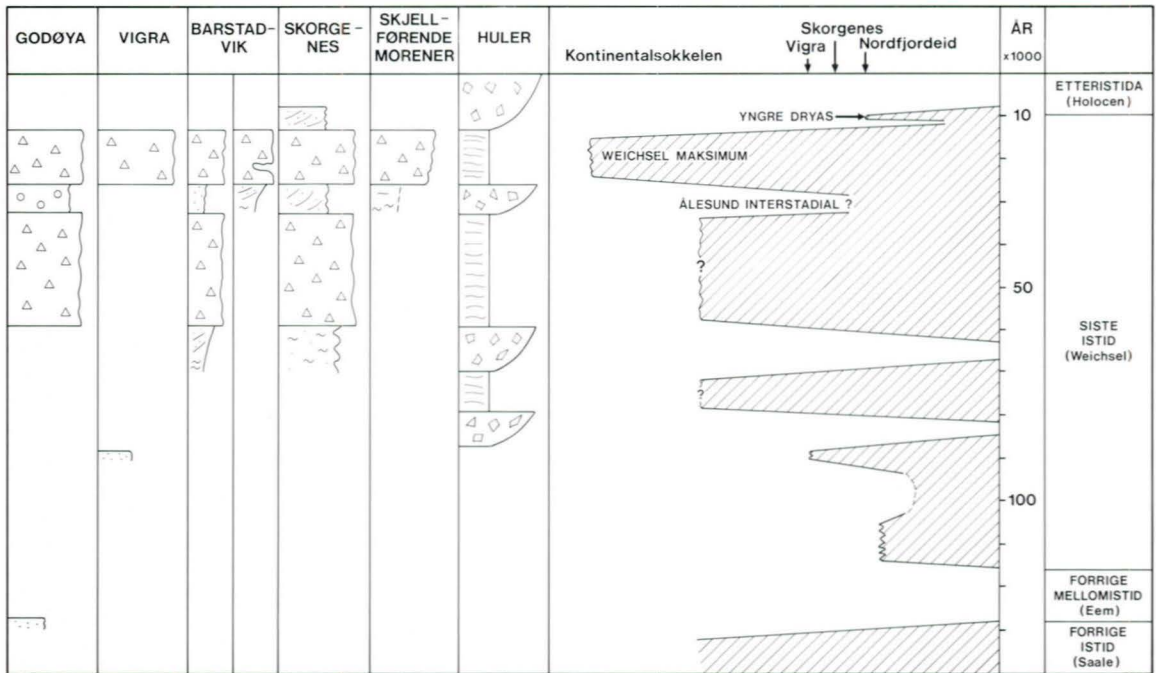 GODØYA
VIGRA
BARSTAD-
VIK
SKORGE-
NES
SKJELL-
FØRENDE
MORENER
HULER
Kontinentalsokkelen
Skorgenes
Vigra
Nordfjordeid
ÅR
x1000
ETTERISTIDA
(Holocen)
YNGRE DRYAS
10
WEICHSEL MAKSIMUM
ÅLESUND INTERSTADIAL ?
?
50
SISTE
ISTID
(Weichsel)
?
100
FORRIGE
MELLOMISTID
(Eem)
FORRIGE
ISTID
(Saale)